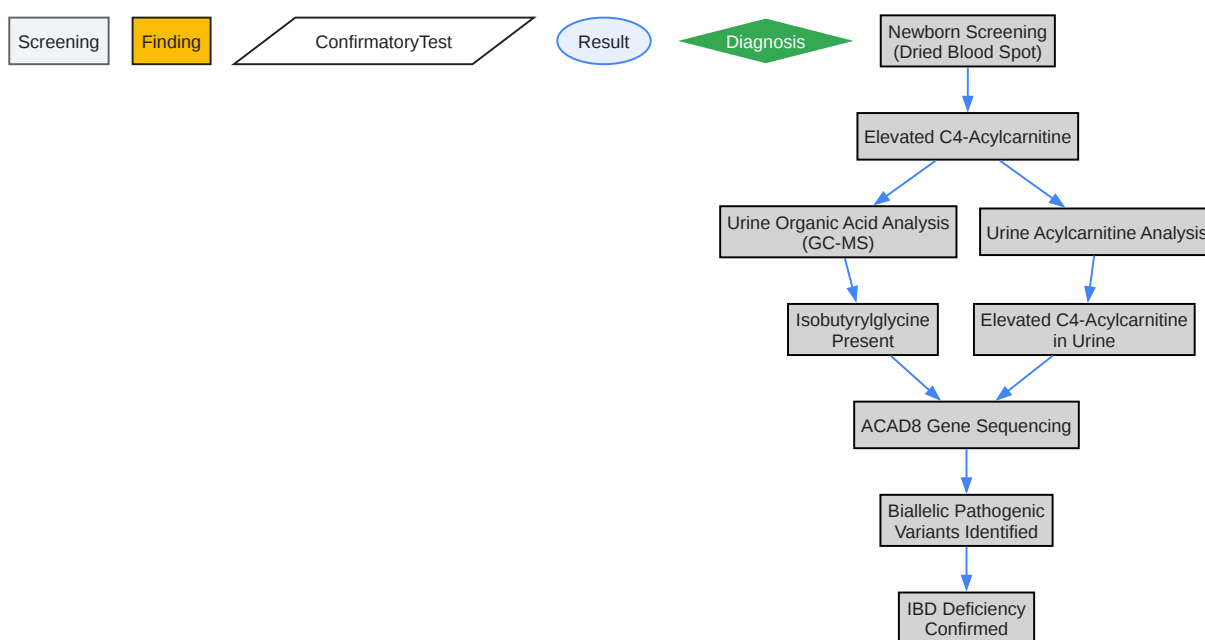 Screening
Finding
ConfirmatoryTest
Result
Diagnosis
Newborn Screening
(Dried Blood Spot)
Elevated C4-Acylcarnitine
Urine Organic Acid Analysis
(GC-MS)
Urine Acylcarnitine Analysis
Isobutyrylglycine
Present
Elevated C4-Acylcarnitine
in Urine
ACAD8 Gene Sequencing
Biallelic Pathogenic
Variants Identified
IBD Deficiency
Confirmed